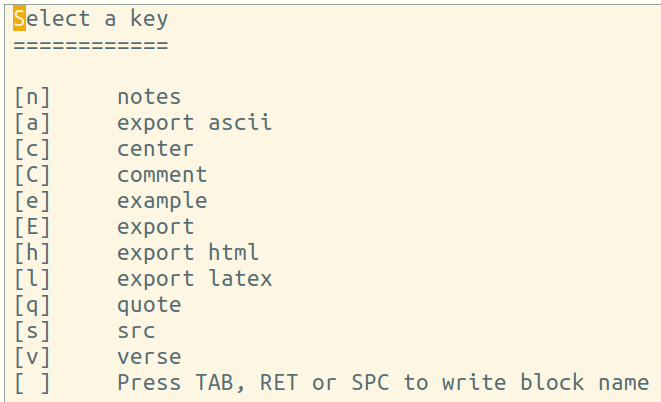 Select a key
============
[n] notes
[a] export ascii
[c] center
[C] comment
[e] example
[E] export
[h] export html
[l] export latex
[q] quote
[s] src
[v] verse
[ ] Press TAB, RET or SPC to write block name